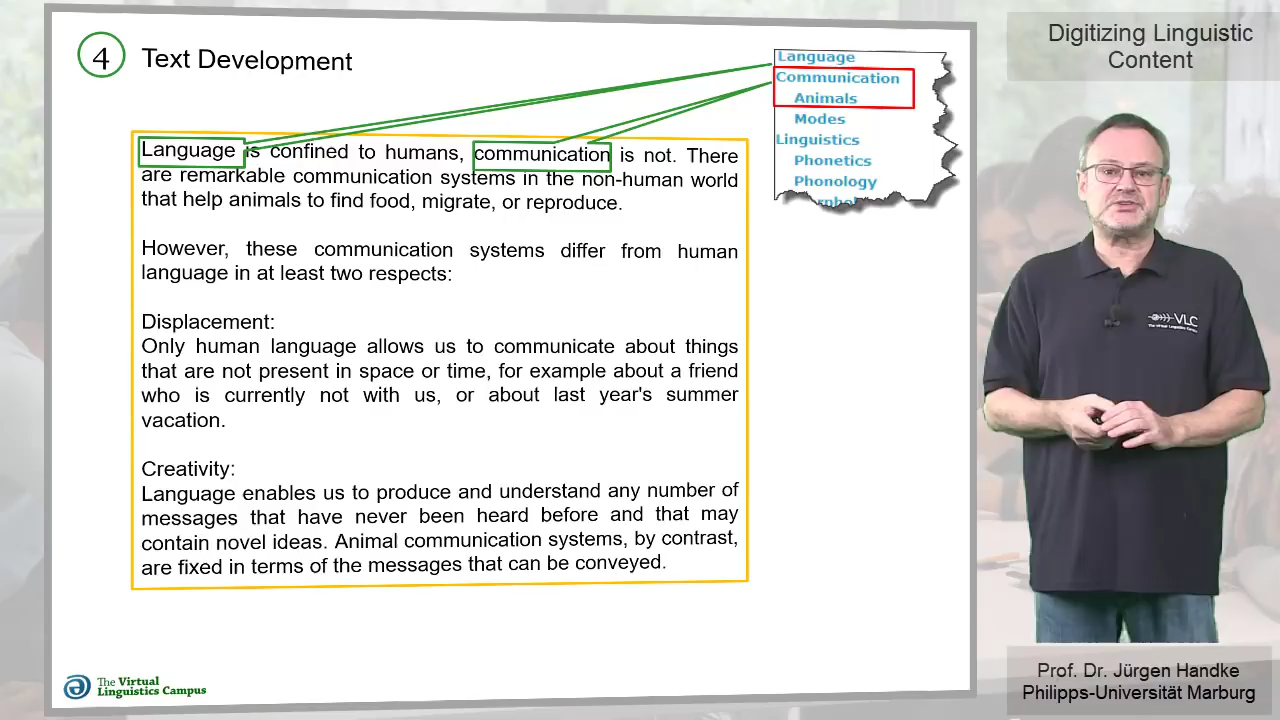 4 Text Development
Language
Communication
Animals
Modes
Linguistics
Phonetics
Phonology
Language is confined to humans, communication is not. There
are remarkable communication systems in the non-human world
that help animals to find food, migrate, or reproduce.
However, these communication systems differ from human
language in at least two respects:
Displacement:
Only human language allows us to communicate about things
that are not present in space or time, for example about a friend
who is currently not with us, or about last year's summer
vacation.
Creativity:
Language enables us to produce and understand any number of
messages that have never been heard before and that may
contain novel ideas. Animal communication systems, by contrast,
are fixed in terms of the messages that can be conveyed.
The Virtual
Linguistics Campus
Digitizing Linguistic
Content
VLC
Prof. Dr. Jürgen Handke
Philipps-Universität Marburg